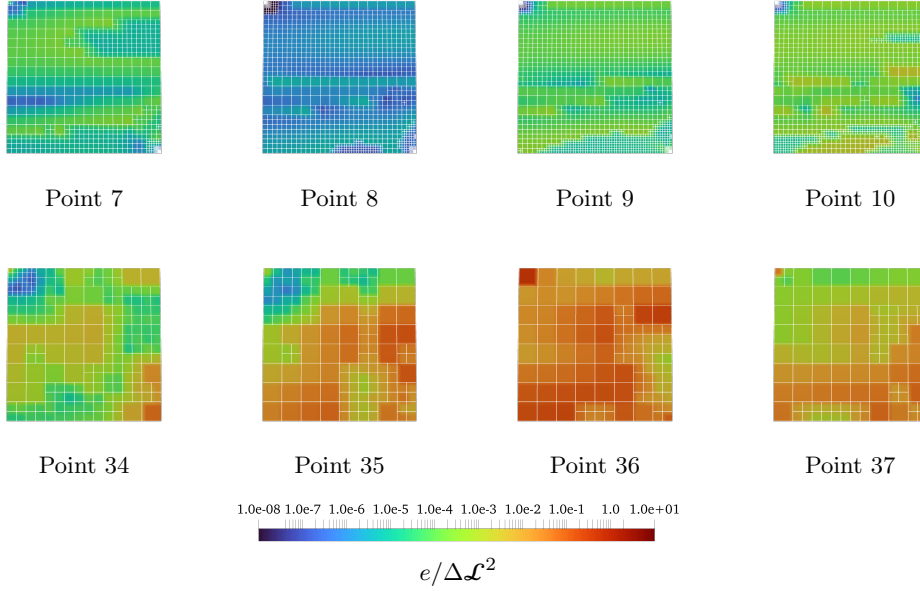 Point 7 Point 8 Point 9 Point 10
Point 34 Point 35 Point 36 Point 37
1.0e-08 1.0e-7 1.0e-6 1.0e-5 1.0e-4 1.0e-3 1.0e-2 1.0e-1 1.0 1.0e+01
e/Δ𝓛²